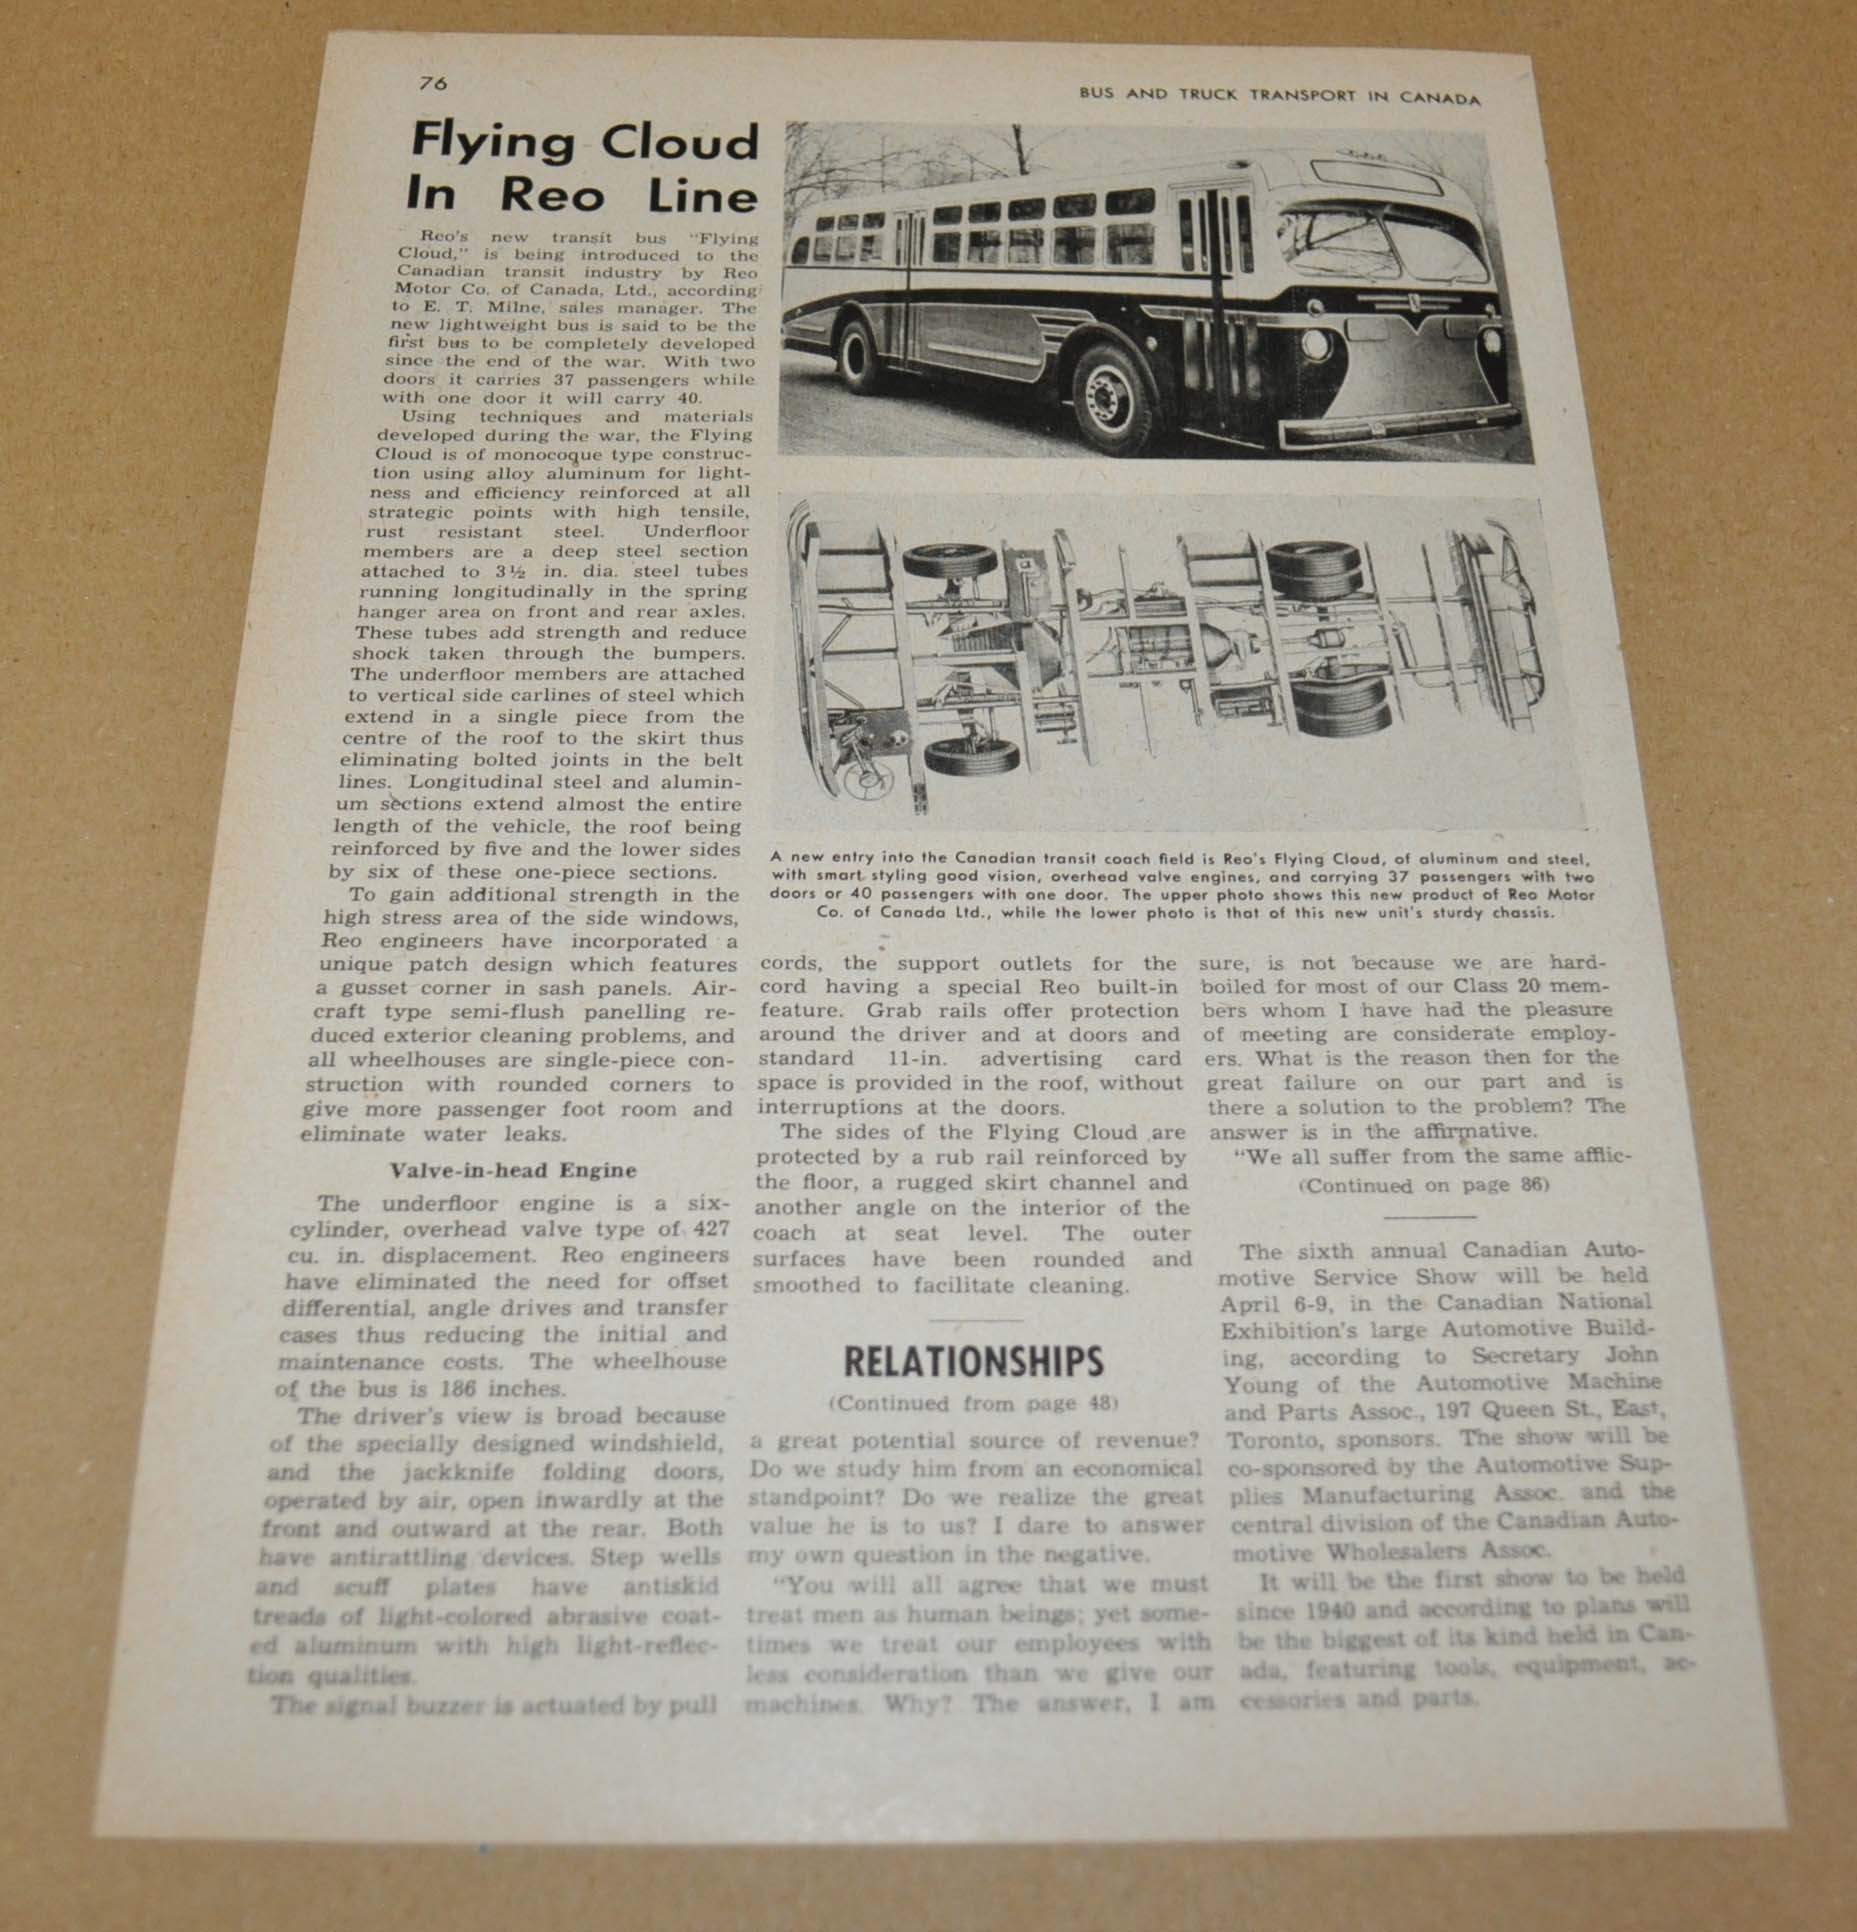 76
BUS AND TRUCK TRANSPORT IN CANADA
Flying Cloud
In Reo Line
Reo's new transit bus "Flying
Cloud," is being introduced to the
Canadian transit industry by Reo
Motor Co. of Canada, Ltd., according
to E. T. Milne, sales manager. The
new lightweight bus is said to be the
first bus to be completely developed
since the end of the war. With two
doors it carries 37 passengers while
with one door it will carry 40.
Using techniques and materials
developed during the war, the Flying
Cloud is of monocoque type construc-
tion using alloy aluminum for light-
ness and efficiency reinforced at all
strategic points with high tensile,
rust resistant steel. Underfloor
members are a deep steel section
attached to 3½ in. dia. steel tubes
running longitudinally in the spring
hanger area on front and rear axles.
These tubes add strength and reduce
shock taken through the bumpers.
The underfloor members are attached
to vertical side carlines of steel which
extend in a single piece from the
centre of the roof to the skirt thus
eliminating bolted joints in the belt
lines. Longitudinal steel and alumin-
um sections extend almost the entire
length of the vehicle, the roof being
reinforced by five and the lower sides
by six of these one-piece sections.
To gain additional strength in the
high stress area of the side windows,
Reo engineers have incorporated a
unique patch design which features
a gusset corner in sash panels. Air-
craft type semi-flush panelling re-
duced exterior cleaning problems, and
all wheelhouses are single-piece con-
struction with rounded corners to
give more passenger foot room and
eliminate water leaks.
Valve-in-head Engine
The underfloor engine is a six-
cylinder, overhead valve type of 427
cu. in. displacement. Reo engineers
have eliminated the need for offset
differential, angle drives and transfer
cases thus reducing the initial and
maintenance costs. The wheelhouse
of the bus is 186 inches.
The driver's view is broad because
of the specially designed windshield,
and the jackknife folding doors,
operated by air, open inwardly at the
front and outward at the rear. Both
have antirattling devices. Step wells
and scuff plates have antiskid
treads of light-colored abrasive coat-
ed aluminum with high light-reflec-
tion qualities.
The signal buzzer is actuated by pull
A new entry into the Canadian transit coach field is Reo's Flying Cloud, of aluminum and steel,
with smart styling good vision, overhead valve engines, and carrying 37 passengers with two
doors or 40 passengers with one door. The upper photo shows this new product of Reo Motor
Co. of Canada Ltd., while the lower photo is that of this new unit's sturdy chassis.
cords, the support outlets for the
cord having a special Reo built-in
feature. Grab rails offer protection
around the driver and at doors and
standard 11-in. advertising card
space is provided in the roof, without
interruptions at the doors.
The sides of the Flying Cloud are
protected by a rub rail reinforced by
the floor, a rugged skirt channel and
another angle on the interior of the
coach at seat level. The outer
surfaces have been rounded and
smoothed to facilitate cleaning.
RELATIONSHIPS
(Continued from page 48)
a great potential source of revenue?
Do we study him from an economical
standpoint? Do we realize the great
value he is to us? I dare to answer
my own question in the negative.
"You will all agree that we must
treat men as human beings; yet some-
times we treat our employees with
less consideration than we give our
machines. Why? The answer, I am
sure, is not because we are hard-
boiled for most of our Class 20 mem-
bers whom I have had the pleasure
of meeting are considerate employ-
ers. What is the reason then for the
great failure on our part and is
there a solution to the problem? The
answer is in the affirmative.
"We all suffer from the same afflic-
(Continued on page 86)
The sixth annual Canadian Auto-
motive Service Show will be held
April 6-9, in the Canadian National
Exhibition's large Automotive Build-
ing, according to Secretary John
Young of the Automotive Machine
and Parts Assoc., 197 Queen St., East,
Toronto, sponsors. The show will be
co-sponsored by the Automotive Sup-
plies Manufacturing Assoc. and the
central division of the Canadian Auto-
motive Wholesalers Assoc.
It will be the first show to be held
since 1940 and according to plans will
be the biggest of its kind held in Can-
ada, featuring tools, equipment, ac-
cessories and parts.